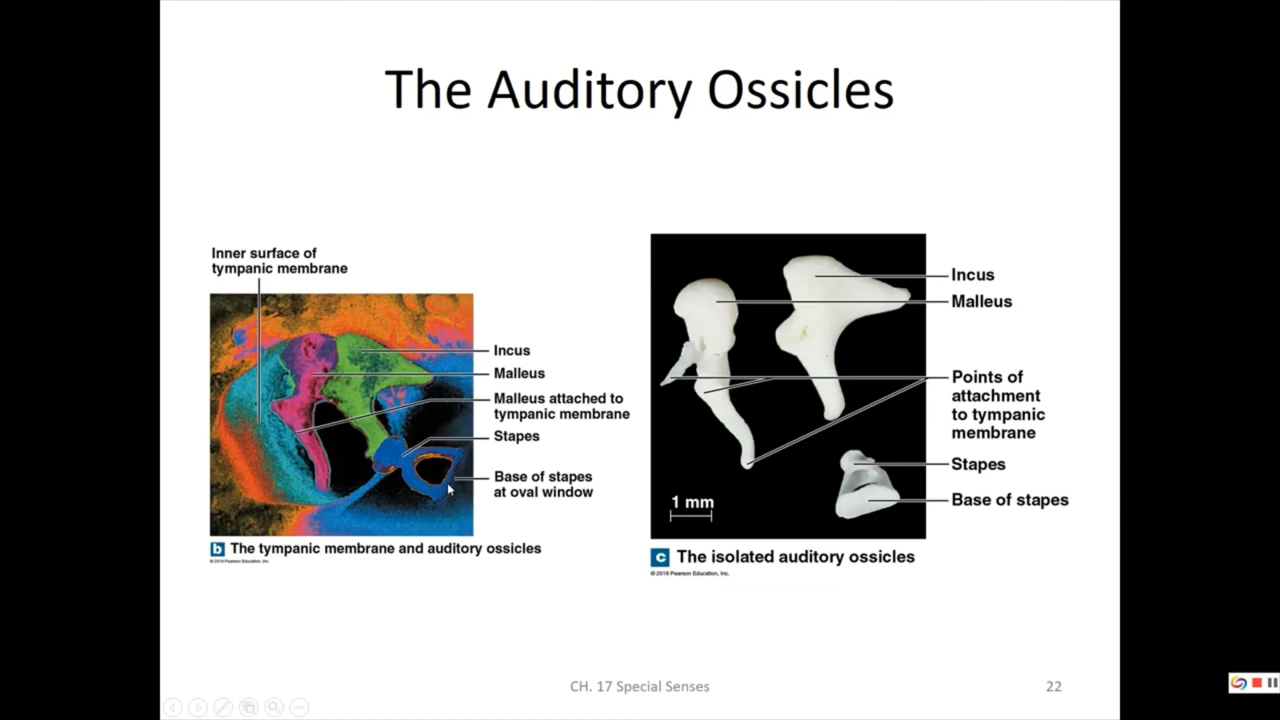 The Auditory Ossicles
Inner surface of
tympanic membrane
Incus
Malleus
Malleus attached to
tympanic membrane
Stapes
Base of stapes
at oval window
b The tympanic membrane and auditory ossicles
© 2018 Pearson Education, Inc.
Incus
Malleus
Points of
attachment
to tympanic
membrane
Stapes
Base of stapes
1 mm
c The isolated auditory ossicles
© 2018 Pearson Education, Inc.
CH. 17 Special Senses
22